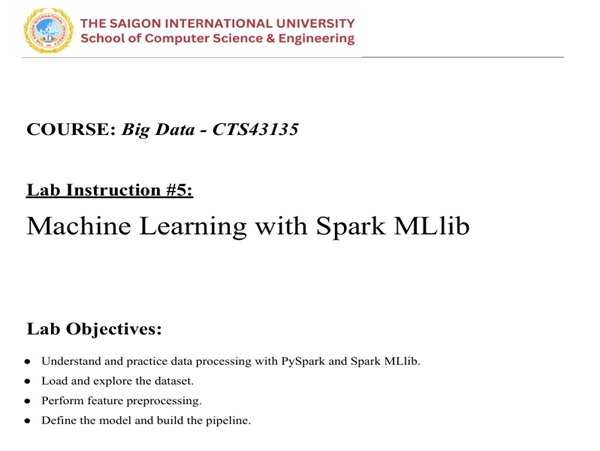 THE SAIGON INTERNATIONAL UNIVERSITY
School of Computer Science & Engineering
COURSE: Big Data - CTS43135
Lab Instruction #5:
Machine Learning with Spark MLlib
Lab Objectives:
● Understand and practice data processing with PySpark and Spark MLlib.
● Load and explore the dataset.
● Perform feature preprocessing.
● Define the model and build the pipeline.